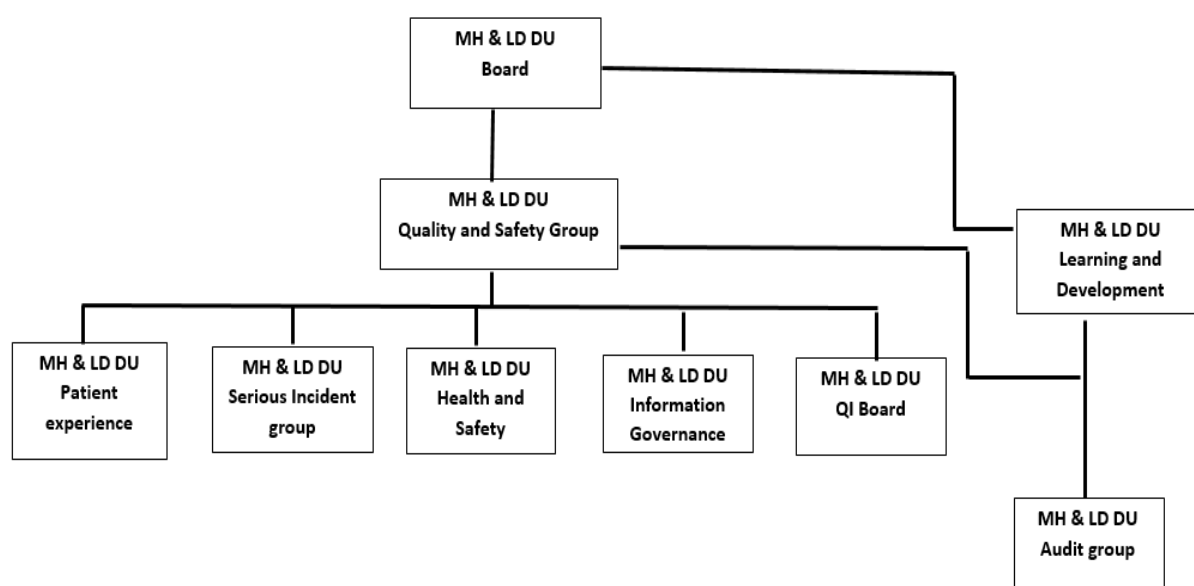 MH & LD DU
Board
MH & LD DU
Quality and Safety Group
MH & LD DU
Learning and
Development
MH & LD DU
Patient
experience
MH & LD DU
Serious Incident
group
MH & LD DU
Health and
Safety
MH & LD DU
Information
Governance
MH & LD DU
QI Board
MH & LD DU
Audit group